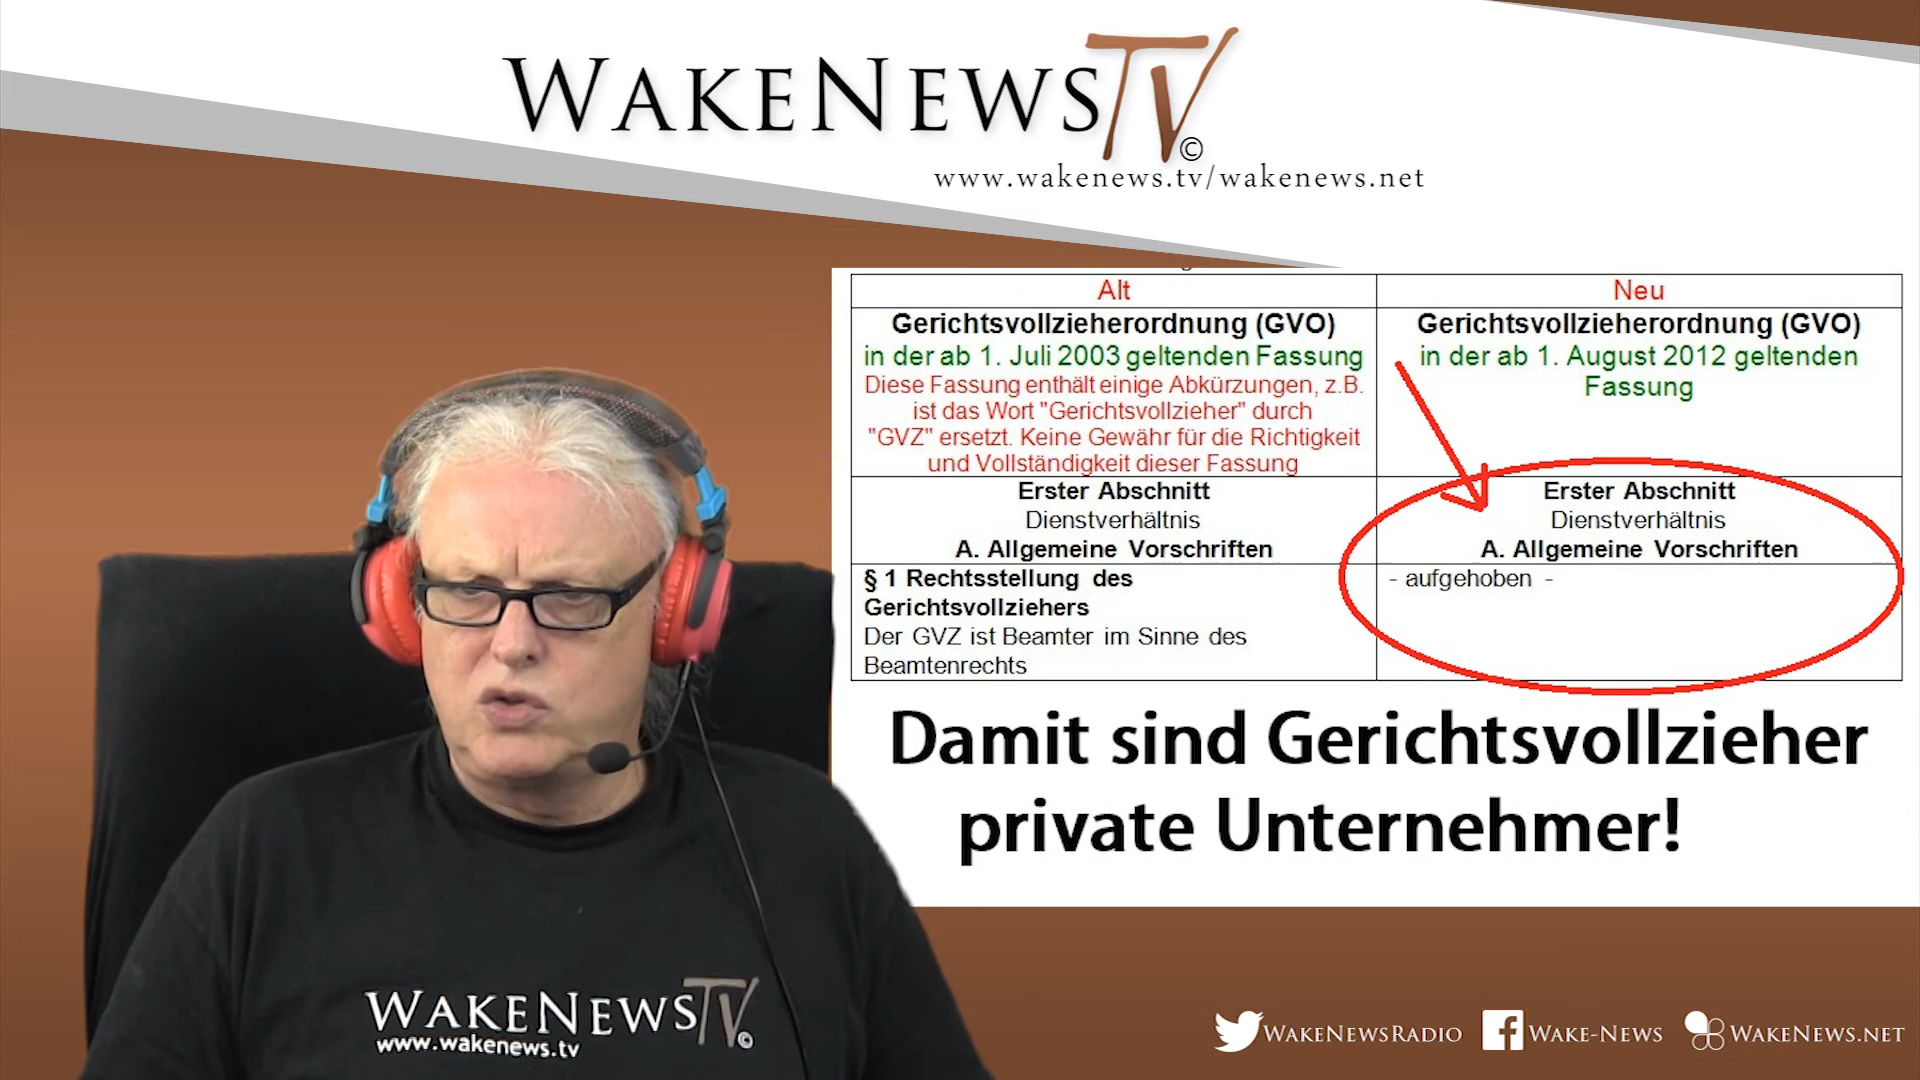 WAKENEWSTV
©
www.wakenews.tv/wakenews.net
Alt
Neu
Gerichtsvollzieherordnung (GVO)
in der ab 1. Juli 2003 geltenden Fassung
Diese Fassung enthält einige Abkürzungen, z.B.
ist das Wort "Gerichtsvollzieher" durch
"GVZ" ersetzt. Keine Gewähr für die Richtigkeit
und Vollständigkeit dieser Fassung
Gerichtsvollzieherordnung (GVO)
in der ab 1. August 2012 geltenden
Fassung
Erster Abschnitt
Dienstverhältnis
A. Allgemeine Vorschriften
Erster Abschnitt
Dienstverhältnis
A. Allgemeine Vorschriften
§ 1 Rechtsstellung des
Gerichtsvollziehers
Der GVZ ist Beamter im Sinne des
Beamtenrechts
- aufgehoben -
Damit sind Gerichtsvollzieher
private Unternehmer!
WAKENEWSTV
©
www.wakenews.tv
WAKENEWSRADIO
WAKE-NEWS
WAKENEWS.NET